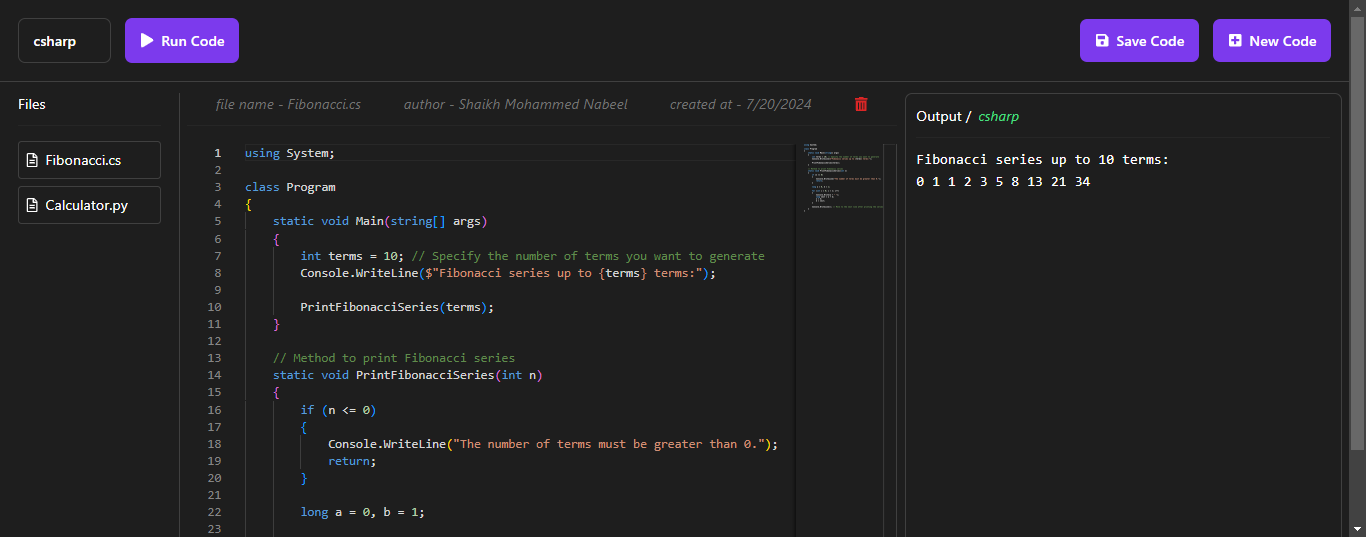 csharp
Run Code
Save Code
New Code
Files
Fibonacci.cs
Calculator.py
file name - Fibonacci.cs author - Shaikh Mohammed Nabeel created at - 7/20/2024
1 using System;
2
3 class Program
4 {
5 static void Main(string[] args)
6 {
7 int terms = 10; // Specify the number of terms you want to generate
8 Console.WriteLine($"Fibonacci series up to {terms} terms:");
9
10 PrintFibonacciSeries(terms);
11 }
12
13 // Method to print Fibonacci series
14 static void PrintFibonacciSeries(int n)
15 {
16 if (n <= 0)
17 {
18 Console.WriteLine("The number of terms must be greater than 0.");
19 return;
20 }
21
22 long a = 0, b = 1;
23
Output / csharp
Fibonacci series up to 10 terms:
0 1 1 2 3 5 8 13 21 34